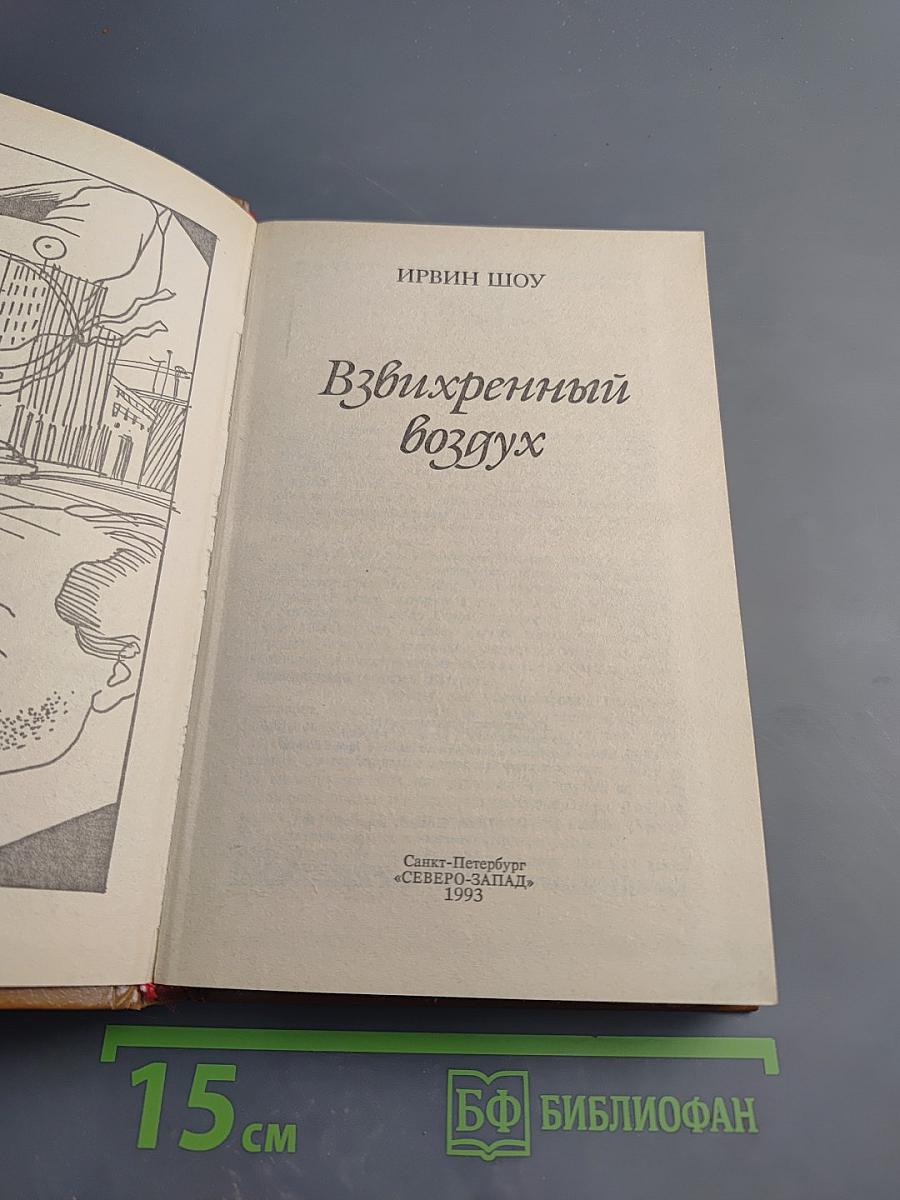 ИРВИН ШОУ
Взвихренный
воздух
Санкт-Петербург
«СЕВЕРО-ЗАПАД»
1993
15 см
БФ БИБЛИОФАН